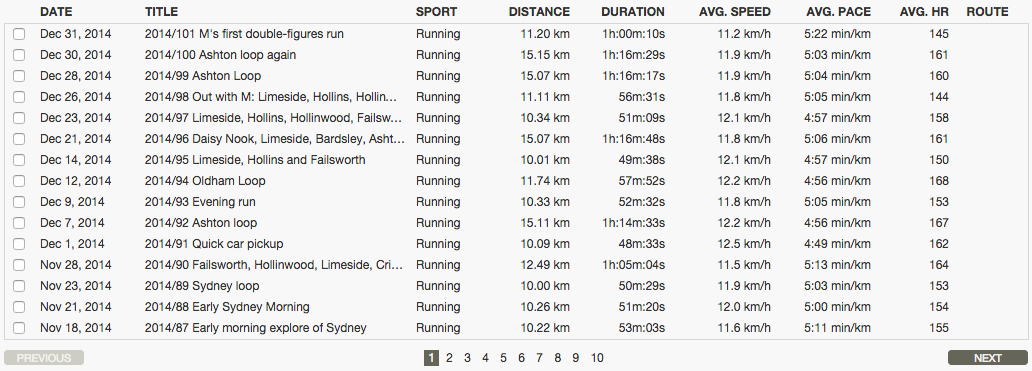 DATE TITLE SPORT DISTANCE DURATION AVG. SPEED AVG. PACE AVG. HR ROUTE
Dec 31, 2014 2014/101 M's first double-figures run Running 11.20 km 1h:00m:10s 11.2 km/h 5:22 min/km 145
Dec 30, 2014 2014/100 Ashton loop again Running 15.15 km 1h:16m:29s 11.9 km/h 5:03 min/km 161
Dec 28, 2014 2014/99 Ashton Loop Running 15.07 km 1h:16m:17s 11.9 km/h 5:04 min/km 160
Dec 26, 2014 2014/98 Out with M: Limeside, Hollins, Hollin... Running 11.11 km 56m:31s 11.8 km/h 5:05 min/km 144
Dec 23, 2014 2014/97 Limeside, Hollins, Hollinwood, Failsw... Running 10.34 km 51m:09s 12.1 km/h 4:57 min/km 158
Dec 21, 2014 2014/96 Daisy Nook, Limeside, Bardsley, Asht... Running 15.07 km 1h:16m:48s 11.8 km/h 5:06 min/km 161
Dec 14, 2014 2014/95 Limeside, Hollins and Failsworth Running 10.01 km 49m:38s 12.1 km/h 4:57 min/km 150
Dec 12, 2014 2014/94 Oldham Loop Running 11.74 km 57m:52s 12.2 km/h 4:56 min/km 168
Dec 9, 2014 2014/93 Evening run Running 10.33 km 52m:32s 11.8 km/h 5:05 min/km 153
Dec 7, 2014 2014/92 Ashton loop Running 15.11 km 1h:14m:33s 12.2 km/h 4:56 min/km 167
Dec 1, 2014 2014/91 Quick car pickup Running 10.09 km 48m:33s 12.5 km/h 4:49 min/km 162
Nov 28, 2014 2014/90 Failsworth, Hollinwood, Limeside, Cri... Running 12.49 km 1h:05m:04s 11.5 km/h 5:13 min/km 164
Nov 23, 2014 2014/89 Sydney loop Running 10.00 km 50m:29s 11.9 km/h 5:03 min/km 153
Nov 21, 2014 2014/88 Early Sydney Morning Running 10.26 km 51m:20s 12.0 km/h 5:00 min/km 154
Nov 18, 2014 2014/87 Early morning explore of Sydney Running 10.22 km 53m:03s 11.6 km/h 5:11 min/km 155
PREVIOUS 1 2 3 4 5 6 7 8 9 10 NEXT